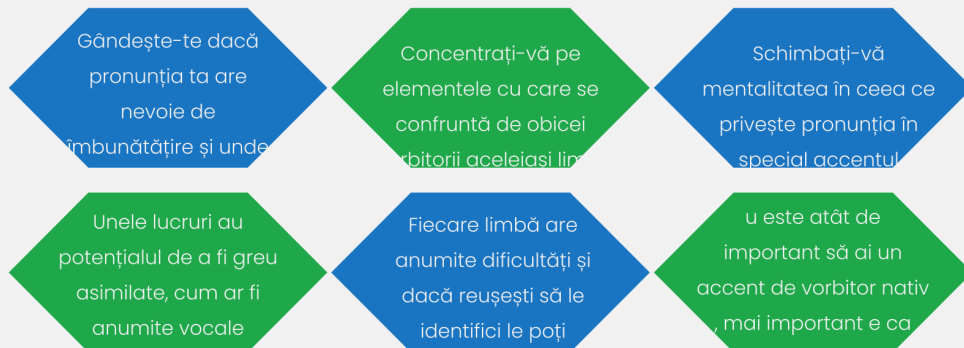 Gândește-te dacă
pronunția ta are
nevoie de
îmbunătățire și unde
Concentrați-vă pe
elementele cu care se
confruntă de obicei
aceleiași
Schimbați-vă
mentalitatea în ceea ce
privește pronunția în
special accentul
Unele lucruri au
potențialul de a fi greu
asimilate, cum ar fi
anumite vocale
Fiecare limbă are
anumite dificultăți și
dacă reușești să le
identifici le poți
este atât de
important să ai un
accent de vorbitor nativ
, mai important e ca